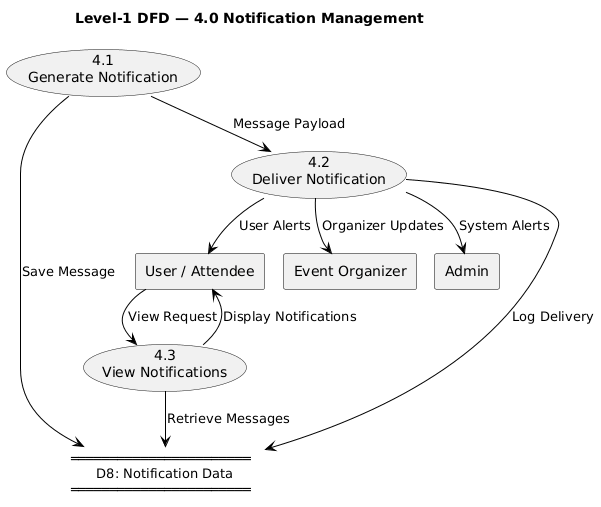 Level-1 DFD — 4.0 Notification Management
4.1
Generate Notification
Message Payload
4.2
Deliver Notification
User Alerts
Organizer Updates
System Alerts
Save Message
User / Attendee
Event Organizer
Admin
View Request
Display Notifications
Log Delivery
4.3
View Notifications
Retrieve Messages
D8: Notification Data